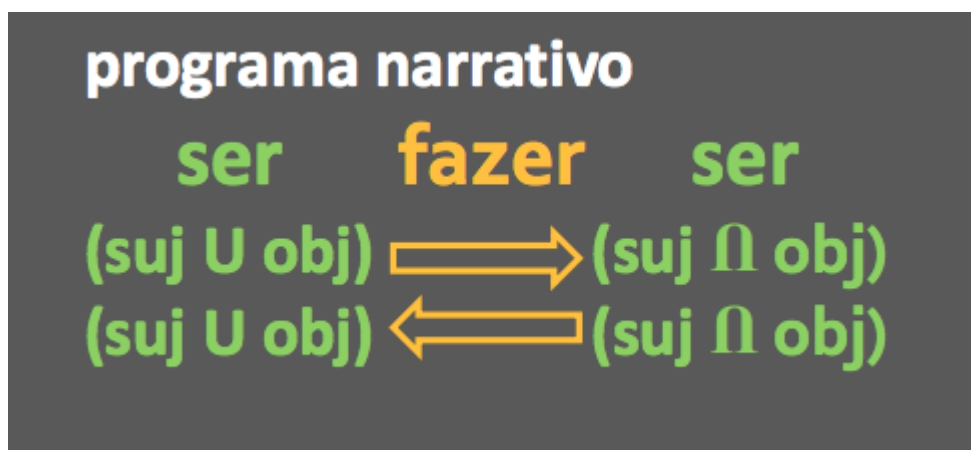 programa narrativo
ser fazer ser
(suj U obj) (suj Ո obj)
(suj U obj) (suj Ո obj)